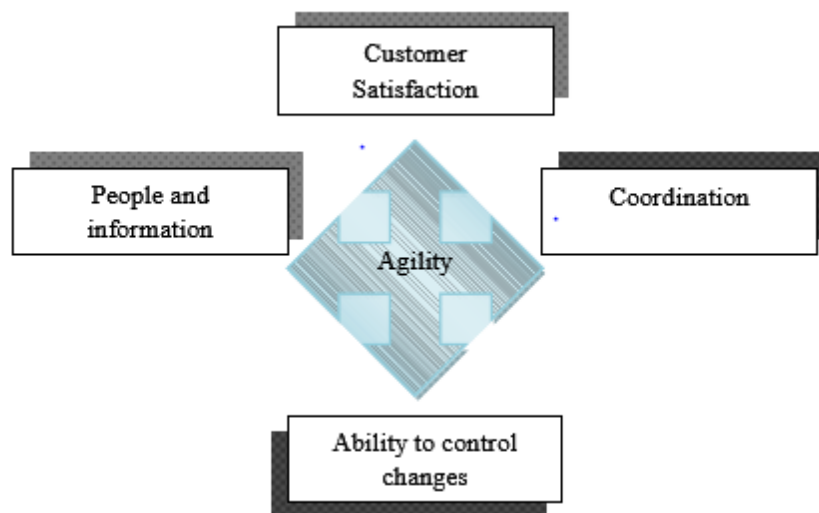 Customer
Satisfaction
People and
information
Coordination
Agility
Ability to control
changes